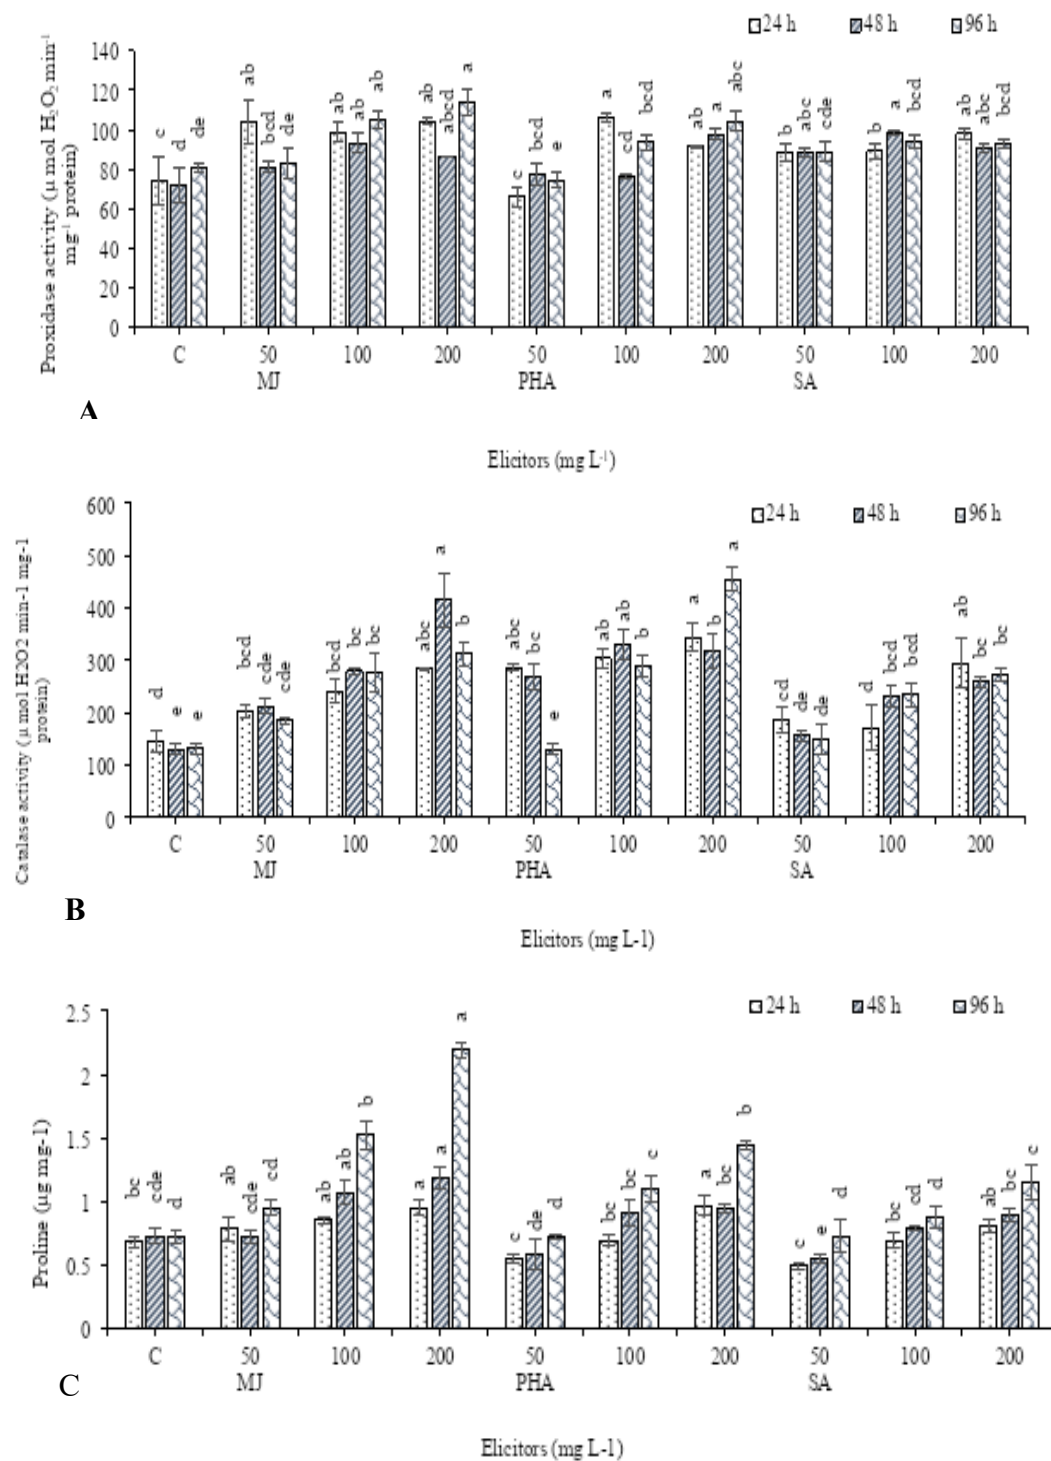 24 h 48 h 96 h
Proxidase activity (µ mol H2O2 min-1
mg-1 protein)
140
120
100
80
60
40
20
0
c d de
ab bcd de
ab ab ab
ab abcd a
c bcd e
a cd bcd
ab a abc
b abc cde
b a bcd
ab abc bcd
C 50 100 200 50 100 200 50 100 200
MJ PHA SA
A
Elicitors (mg L-1)
24 h 48 h 96 h
Catalase activity (µ mol H2O2 min-1 mg-1
protein)
600
500
400
300
200
100
0
d e e
bcd cde cde
bcd bc bc
abc a b
abc bc e
ab ab b
a b a
cd de de
d bcd bcd
ab bc bc
C 50 100 200 50 100 200 50 100 200
MJ PHA SA
B
Elicitors (mg L-1)
24 h 48 h 96 h
Proline (µg mg-1)
2.5
2
1.5
1
0.5
0
bc cde d
ab cde cd
ab ab b
a a a
c de d
bc bc c
a bc b
c e d
bc cd d
ab bc c
C 50 100 200 50 100 200 50 100 200
MJ PHA SA
C
Elicitors (mg L-1)